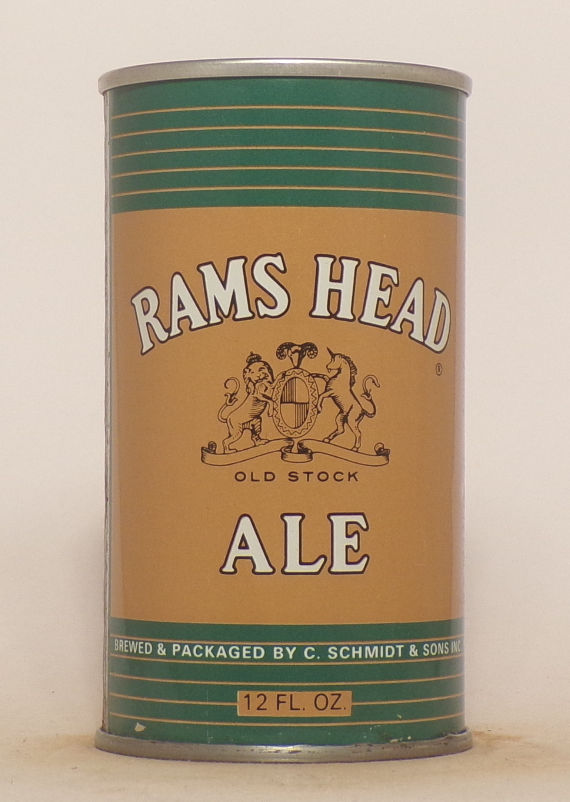 RAMS HEAD
®
OLD STOCK
ALE
BREWED & PACKAGED BY C. SCHMIDT & SONS INC
12 FL. OZ.